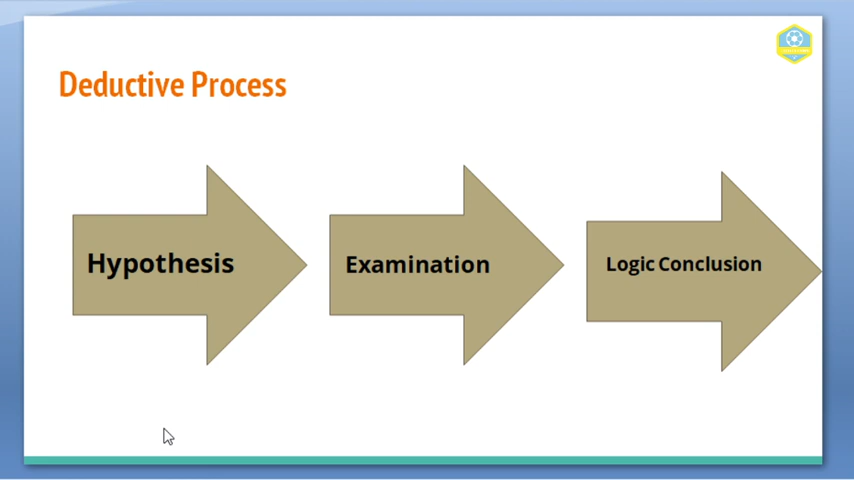 Deductive Process
Hypothesis
Examination
Logic Conclusion